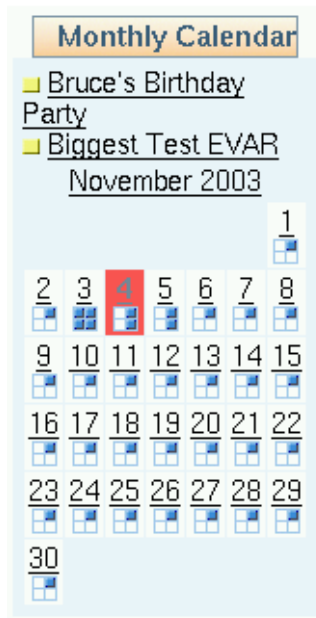 Monthly Calendar
Bruce's Birthday
Party
Biggest Test EVAR
November 2003
1
2 3 4 5 6 7 8
9 10 11 12 13 14 15
16 17 18 19 20 21 22
23 24 25 26 27 28 29
30